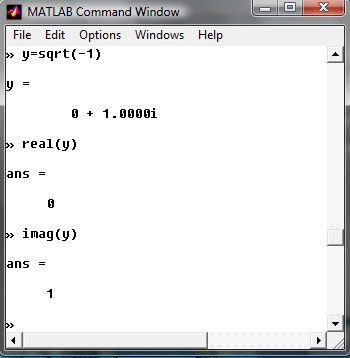 MATLAB Command Window
File Edit Options Windows Help
» y=sqrt(-1)
y =
0 + 1.0000i
» real(y)
ans =
0
» imag(y)
ans =
1
»